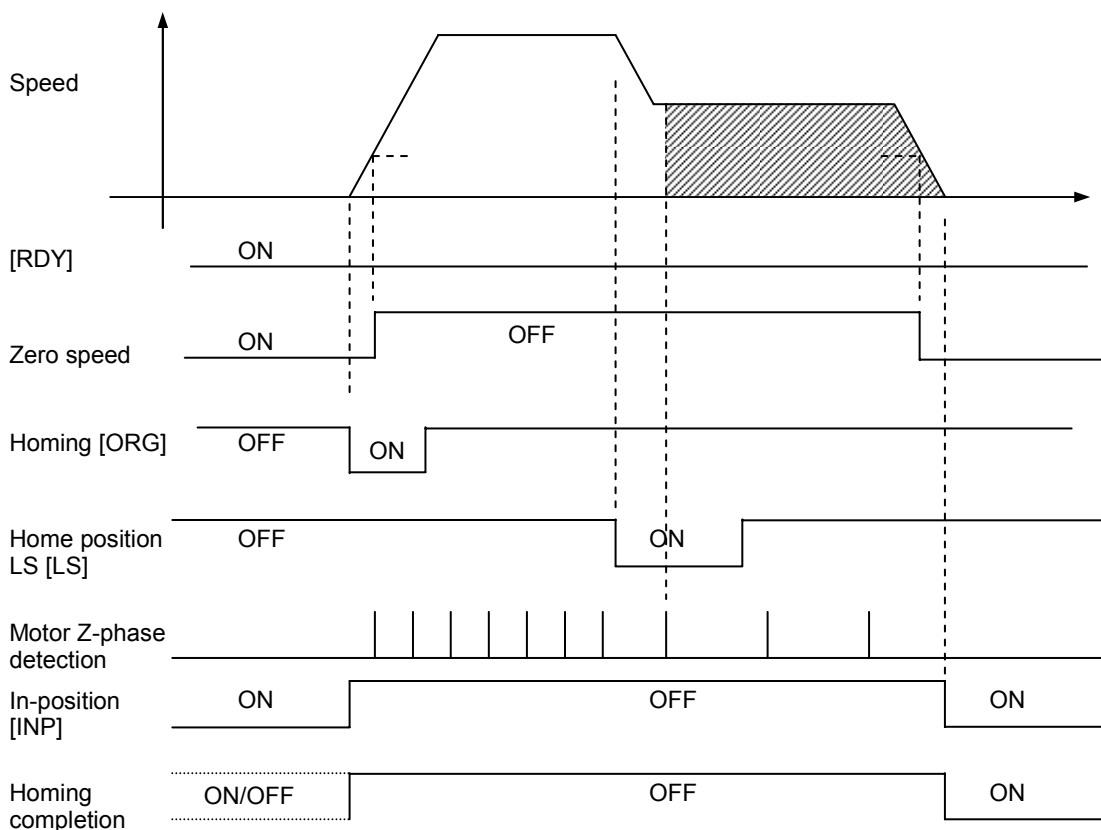 Speed
[RDY]
ON
Zero speed
ON
OFF
Homing [ORG]
OFF
ON
Home position
LS [LS]
OFF
ON
Motor Z-phase
detection
In-position
[INP]
ON
OFF
ON
Homing
completion
ON/OFF
OFF
ON